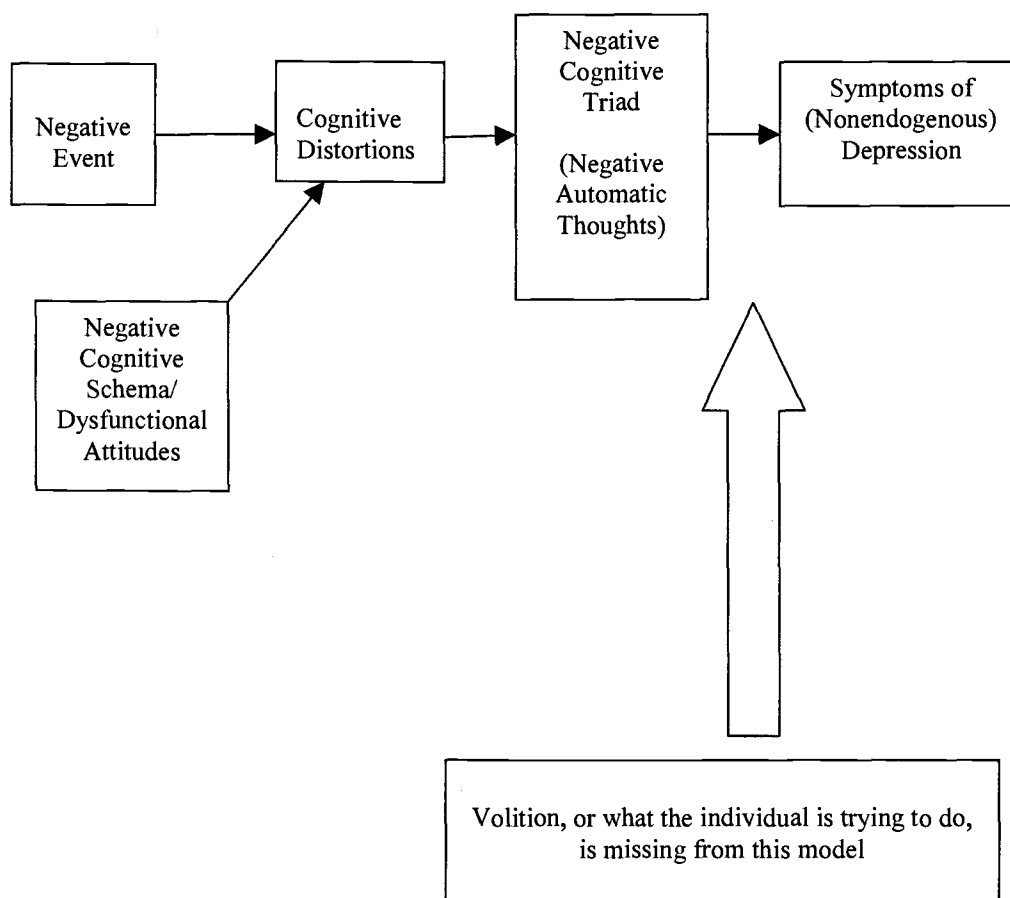 Negative
Event
Cognitive
Distortions
Negative
Cognitive
Triad
(Negative
Automatic
Thoughts)
Symptoms of
(Nonendogenous)
Depression
Negative
Cognitive
Schema/
Dysfunctional
Attitudes
Volition, or what the individual is trying to do,
is missing from this model